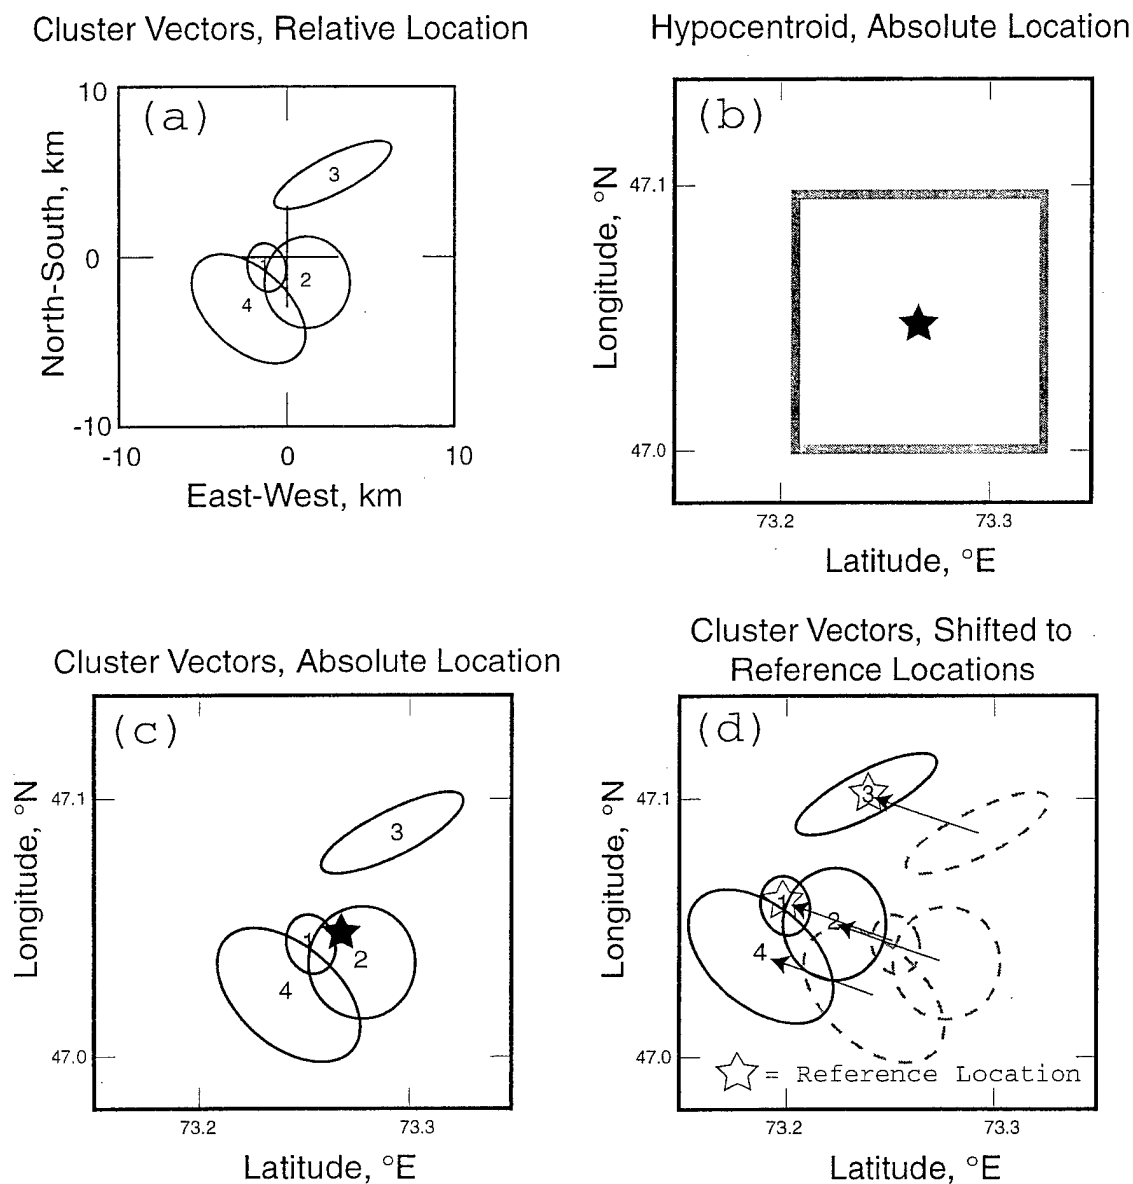 Cluster Vectors, Relative Location
Hypocentroid, Absolute Location
(a)
10
0
-10
-10
0
10
North-South, km
East-West, km
3
1
2
4
(b)
47.1
47.0
73.2
73.3
Longitude, °N
Latitude, °E
Cluster Vectors, Absolute Location
(c)
47.1
47.0
73.2
73.3
Longitude, °N
Latitude, °E
3
1
2
4
Cluster Vectors, Shifted to
Reference Locations
(d)
47.1
47.0
73.2
73.3
Longitude, °N
Latitude, °E
3
1
2
4
= Reference Location